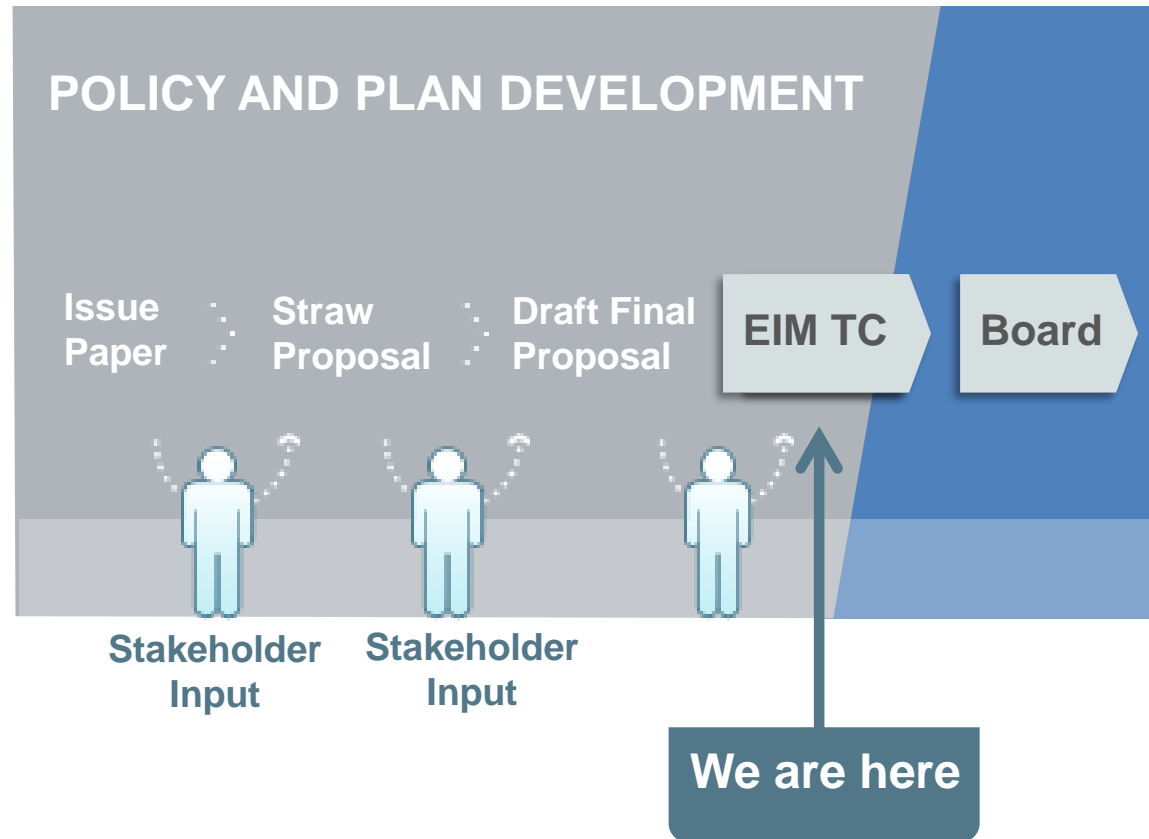 POLICY AND PLAN DEVELOPMENT
Issue
Paper
Straw
Proposal
Draft Final
Proposal
EIM TC
Board
Stakeholder
Input
Stakeholder
Input
We are here